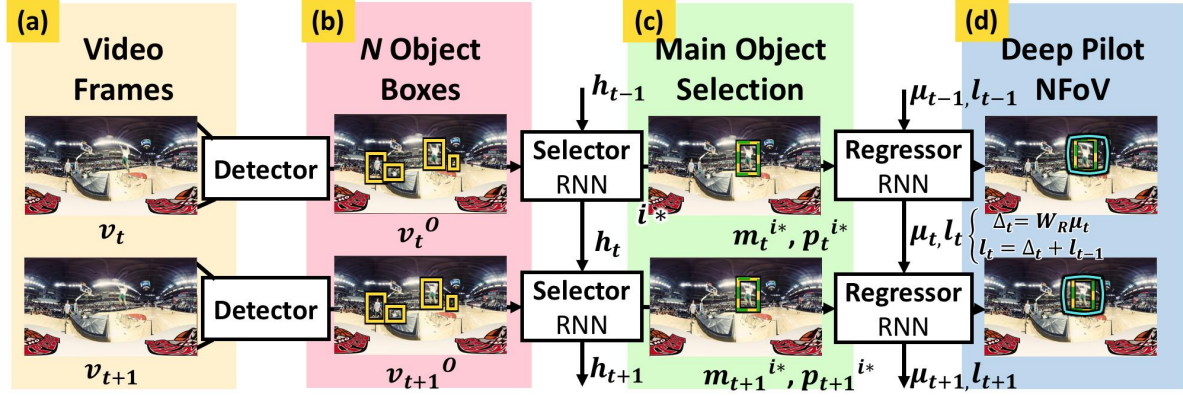 (a)
Video
Frames
(b)
N Object
Boxes
(c)
Main Object
Selection
(d)
Deep Pilot
NFoV
h_{t-1}
μ_{t-1}, l_{t-1}
Detector
Selector
RNN
Regressor
RNN
i*
v_t
v_t^O
h_t
m_t^{i*}, p_t^{i*}
μ_t, l_t { Δ_t = W_R μ_t
l_t = Δ_t + l_{t-1}
Detector
Selector
RNN
Regressor
RNN
v_{t+1}
v_{t+1}^O
h_{t+1}
m_{t+1}^{i*}, p_{t+1}^{i*}
μ_{t+1}, l_{t+1}